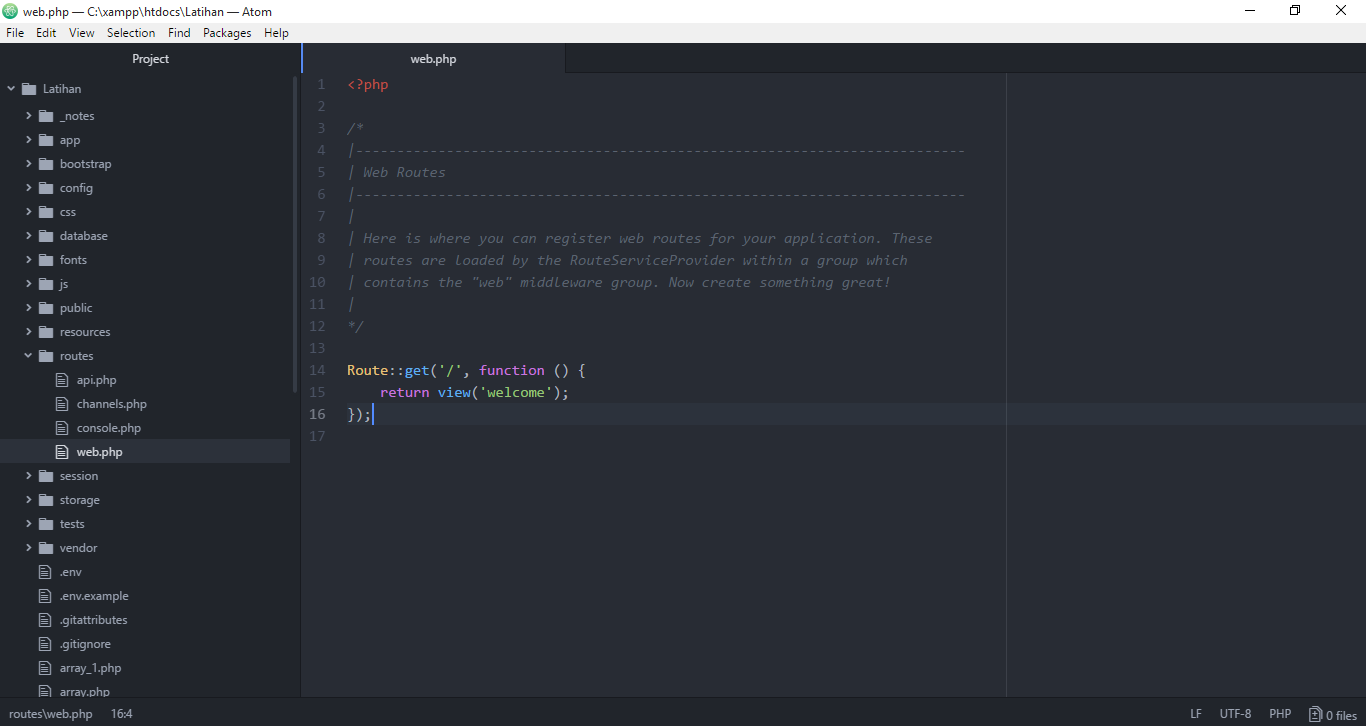 web.php — C:\xampp\htdocs\Latihan — Atom
File Edit View Selection Find Packages Help
Project
Latihan
_notes
app
bootstrap
config
css
database
fonts
js
public
resources
routes
api.php
channels.php
console.php
web.php
session
storage
tests
vendor
.env
.env.example
.gitattributes
.gitignore
array_1.php
array.php
web.php
1 <?php
2
3 /*
4 |--------------------------------------------------------------------------
5 | Web Routes
6 |--------------------------------------------------------------------------
7 |
8 | Here is where you can register web routes for your application. These
9 | routes are loaded by the RouteServiceProvider within a group which
10 | contains the "web" middleware group. Now create something great!
11 |
12 */
13
14 Route::get('/', function () {
15     return view('welcome');
16 });
17
routes\web.php 16:4
LF UTF-8 PHP 0 files